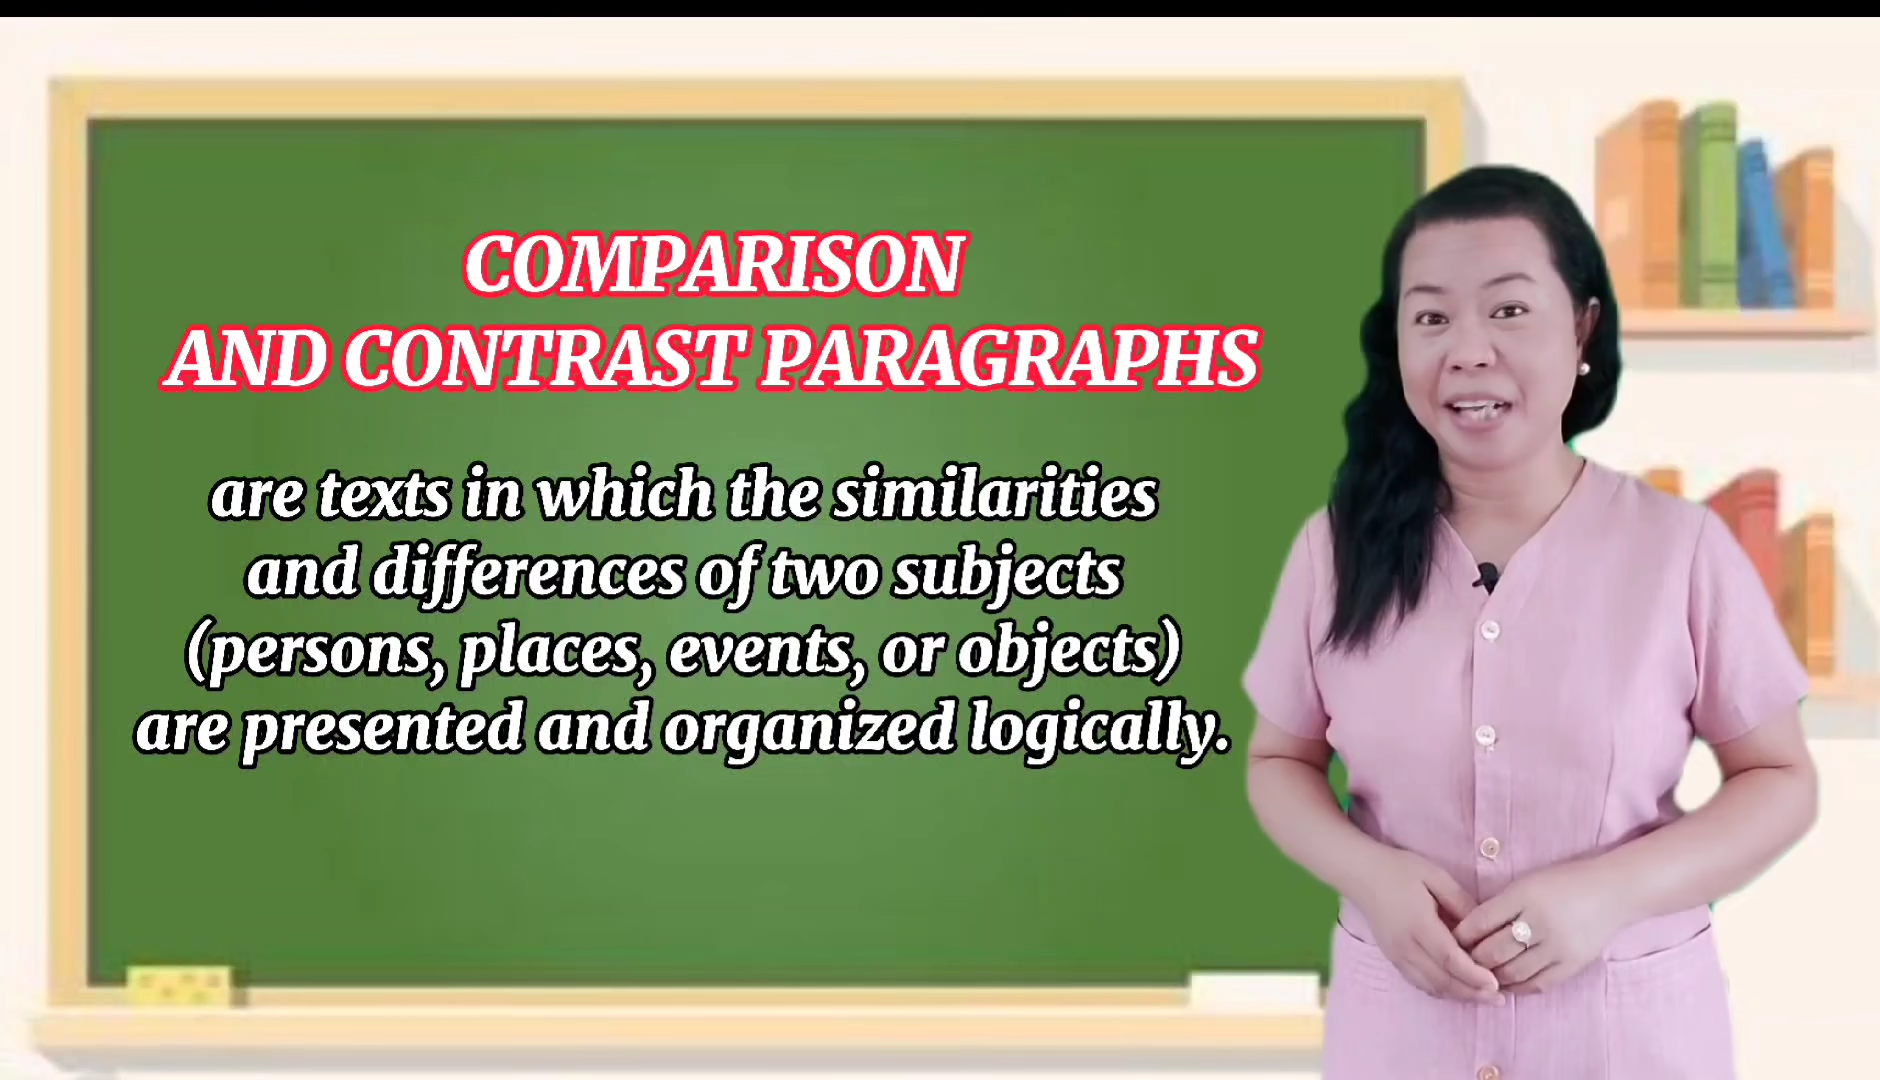 COMPARISON
AND CONTRAST PARAGRAPHS
are texts in which the similarities
and differences of two subjects
(persons, places, events, or objects)
are presented and organized logically.